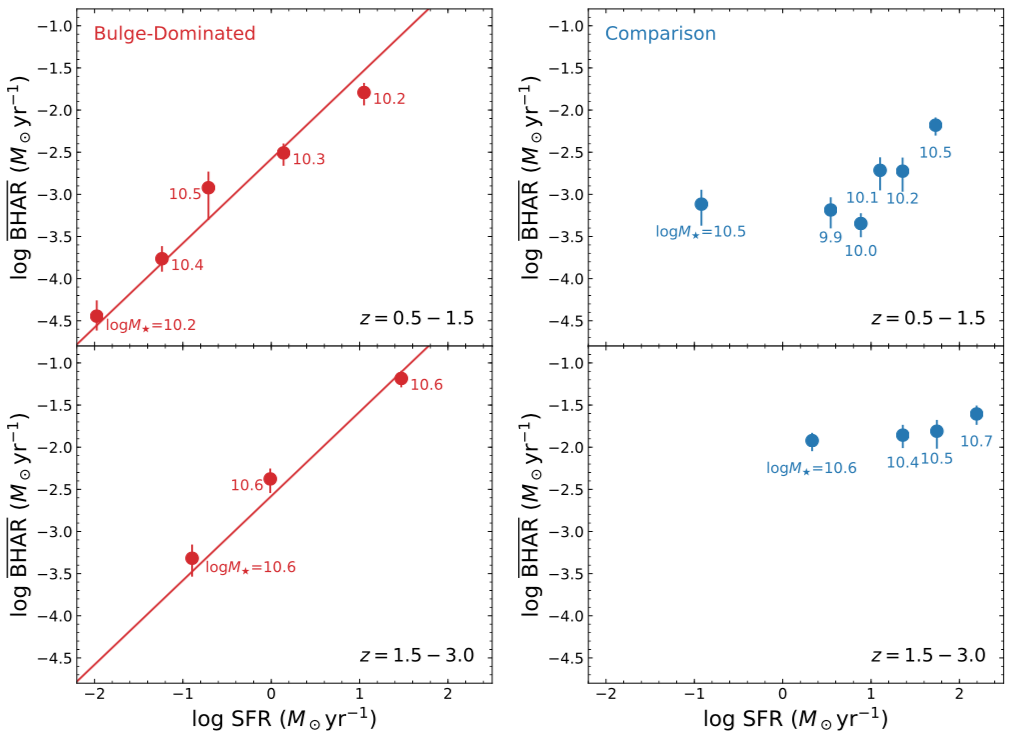 Bulge-Dominated
−1.0
−1.5
−2.0
−2.5
−3.0
−3.5
−4.0
−4.5
log BHAR (M⊙ yr−1)
10.2
10.3
10.5
10.4
logM★=10.2
z = 0.5 − 1.5
Comparison
−1.0
−1.5
−2.0
−2.5
−3.0
−3.5
−4.0
−4.5
log BHAR (M⊙ yr−1)
10.5
10.1
10.2
logM★=10.5
9.9
10.0
z = 0.5 − 1.5
−1.0
−1.5
−2.0
−2.5
−3.0
−3.5
−4.0
−4.5
log BHAR (M⊙ yr−1)
10.6
10.6
logM★=10.6
z = 1.5 − 3.0
−2 −1 0 1 2
log SFR (M⊙ yr−1)
−1.0
−1.5
−2.0
−2.5
−3.0
−3.5
−4.0
−4.5
log BHAR (M⊙ yr−1)
10.7
logM★=10.6
10.4
10.5
z = 1.5 − 3.0
−2 −1 0 1 2
log SFR (M⊙ yr−1)